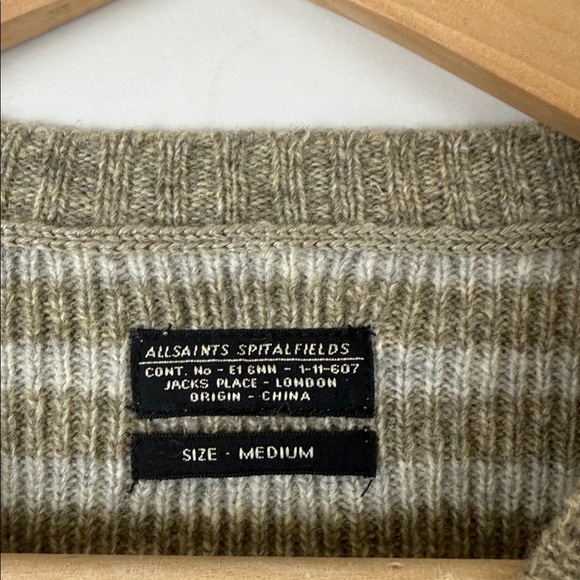 ALLSAINTS SPITALFIELDS
CONT. No - E1 6NN - 1-11-607
JACKS PLACE - LONDON
ORIGIN - CHINA
SIZE - MEDIUM